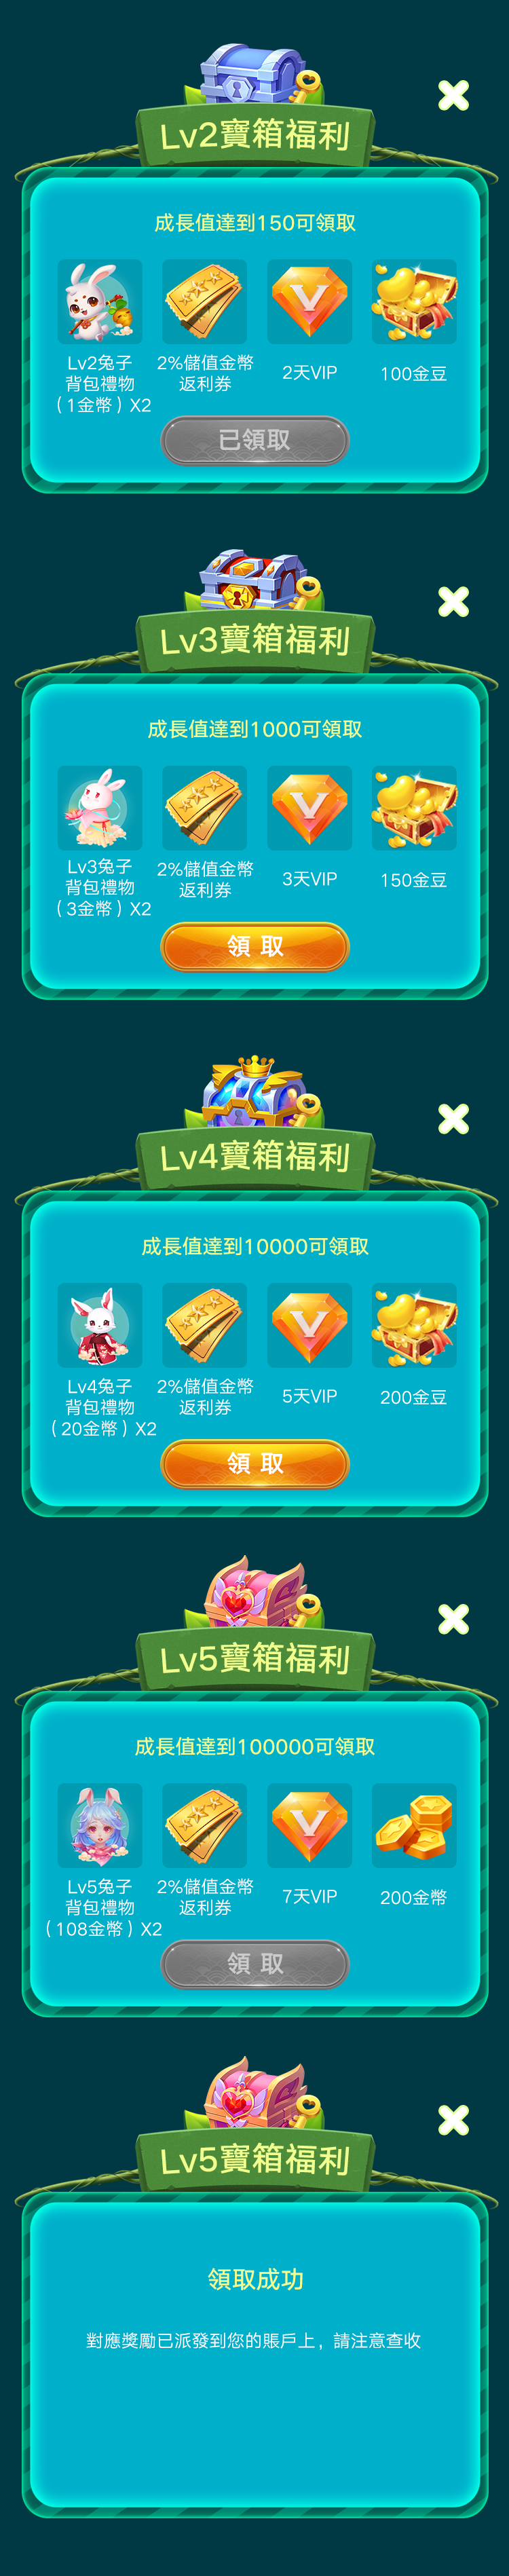 Lv2寶箱福利
成長值達到150可領取
Lv2兔子
背包禮物
（1金幣）X2
2%儲值金幣
返利券
2天VIP
100金豆
已領取
Lv3寶箱福利
成長值達到1000可領取
Lv3兔子
背包禮物
（3金幣）X2
2%儲值金幣
返利券
3天VIP
150金豆
領 取
Lv4寶箱福利
成長值達到10000可領取
Lv4兔子
背包禮物
（20金幣）X2
2%儲值金幣
返利券
5天VIP
200金豆
領 取
Lv5寶箱福利
成長值達到100000可領取
Lv5兔子
背包禮物
（108金幣）X2
2%儲值金幣
返利券
7天VIP
200金幣
領 取
Lv5寶箱福利
領取成功
對應獎勵已派發到您的賬戶上，請注意查收